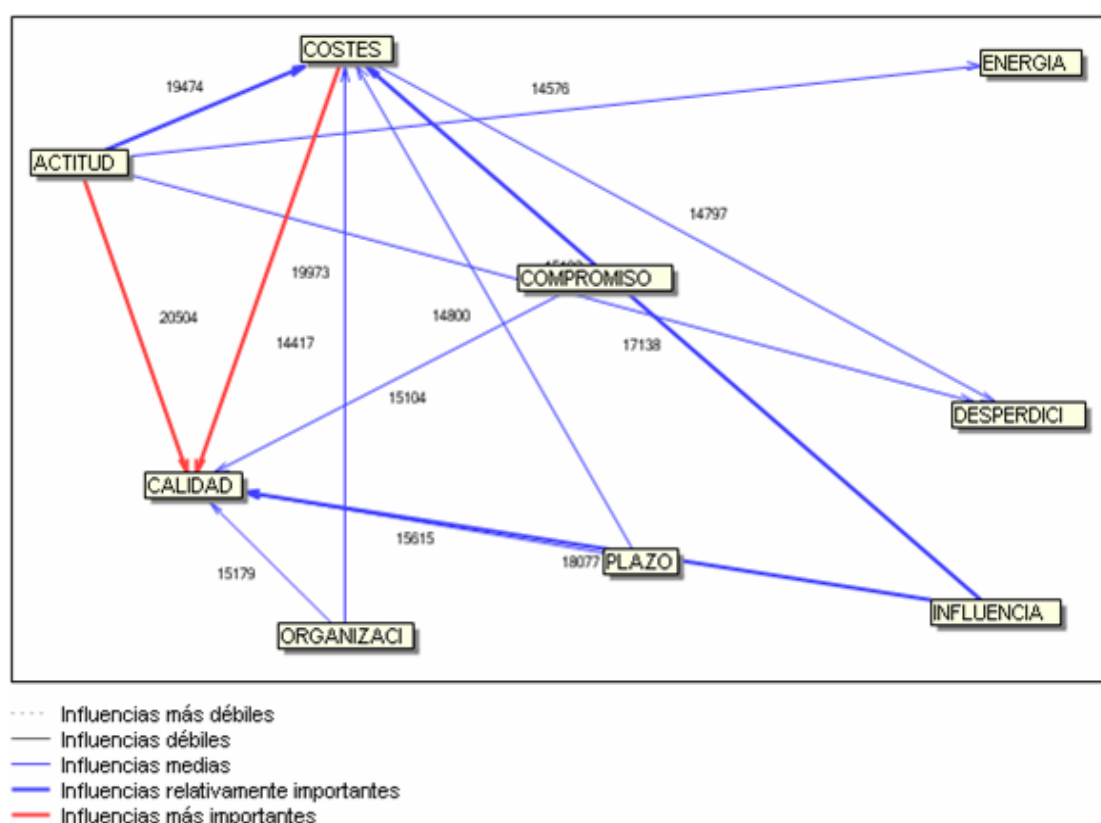 COSTES
ENERGIA
19474
14576
ACTITUD
14797
19973
COMPROMISO
20504
14800
14417
17138
15104
DESPERDICI
CALIDAD
15615
18077
PLAZO
15179
INFLUENCIA
ORGANIZACI
Influencias más débiles
Influencias débiles
Influencias medias
Influencias relativamente importantes
Influencias más importantes